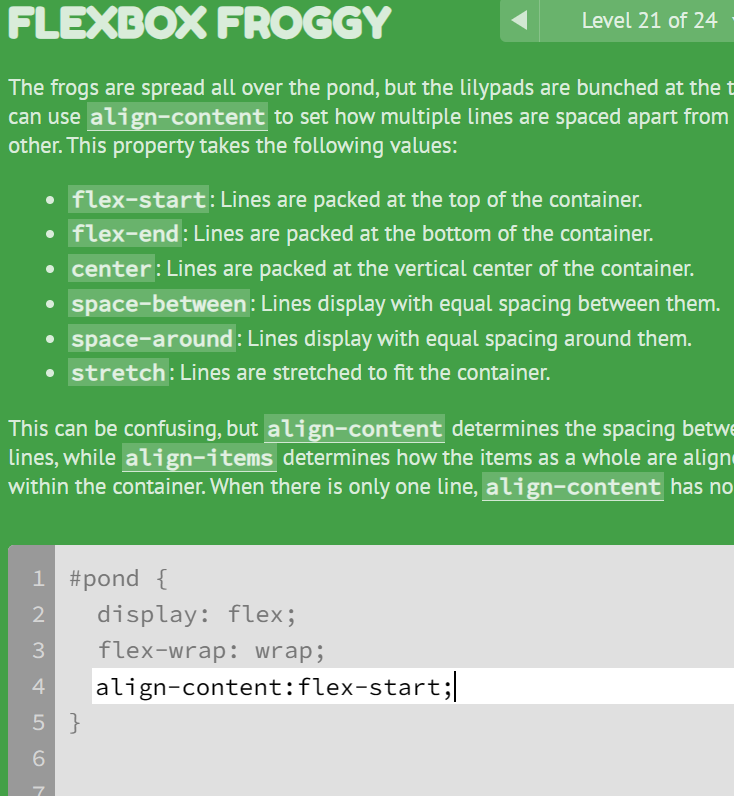 FLEXBOX FROGGY
Level 21 of 24
The frogs are spread all over the pond, but the lilypads are bunched at the
can use align-content to set how multiple lines are spaced apart from
other. This property takes the following values:
flex-start: Lines are packed at the top of the container.
flex-end: Lines are packed at the bottom of the container.
center: Lines are packed at the vertical center of the container.
space-between: Lines display with equal spacing between them.
space-around: Lines display with equal spacing around them.
stretch: Lines are stretched to fit the container.
This can be confusing, but align-content determines the spacing
lines, while align-items determines how the items as a whole are
within the container. When there is only one line, align-content has
1 #pond {
2 display: flex;
3 flex-wrap: wrap;
4 align-content:flex-start;
5 }
6
7